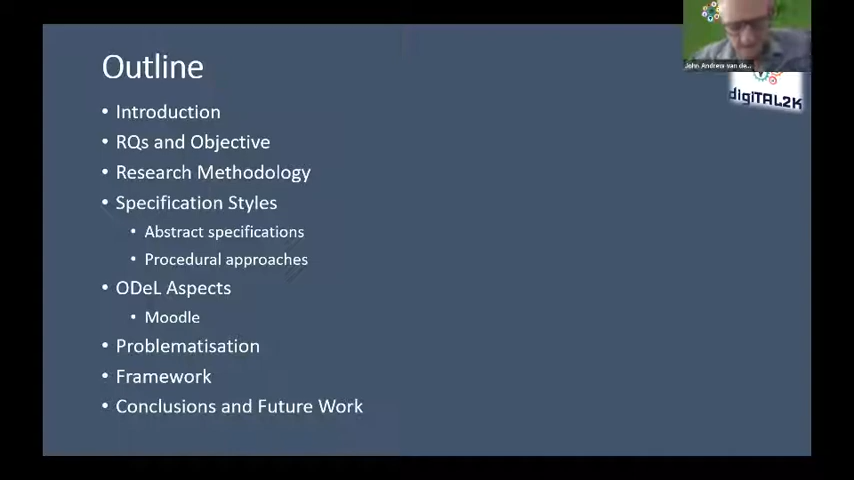 Outline
• Introduction
• RQs and Objective
• Research Methodology
• Specification Styles
• Abstract specifications
• Procedural approaches
• ODeL Aspects
• Moodle
• Problematisation
• Framework
• Conclusions and Future Work
John Andrew van de...
digiTAL2K